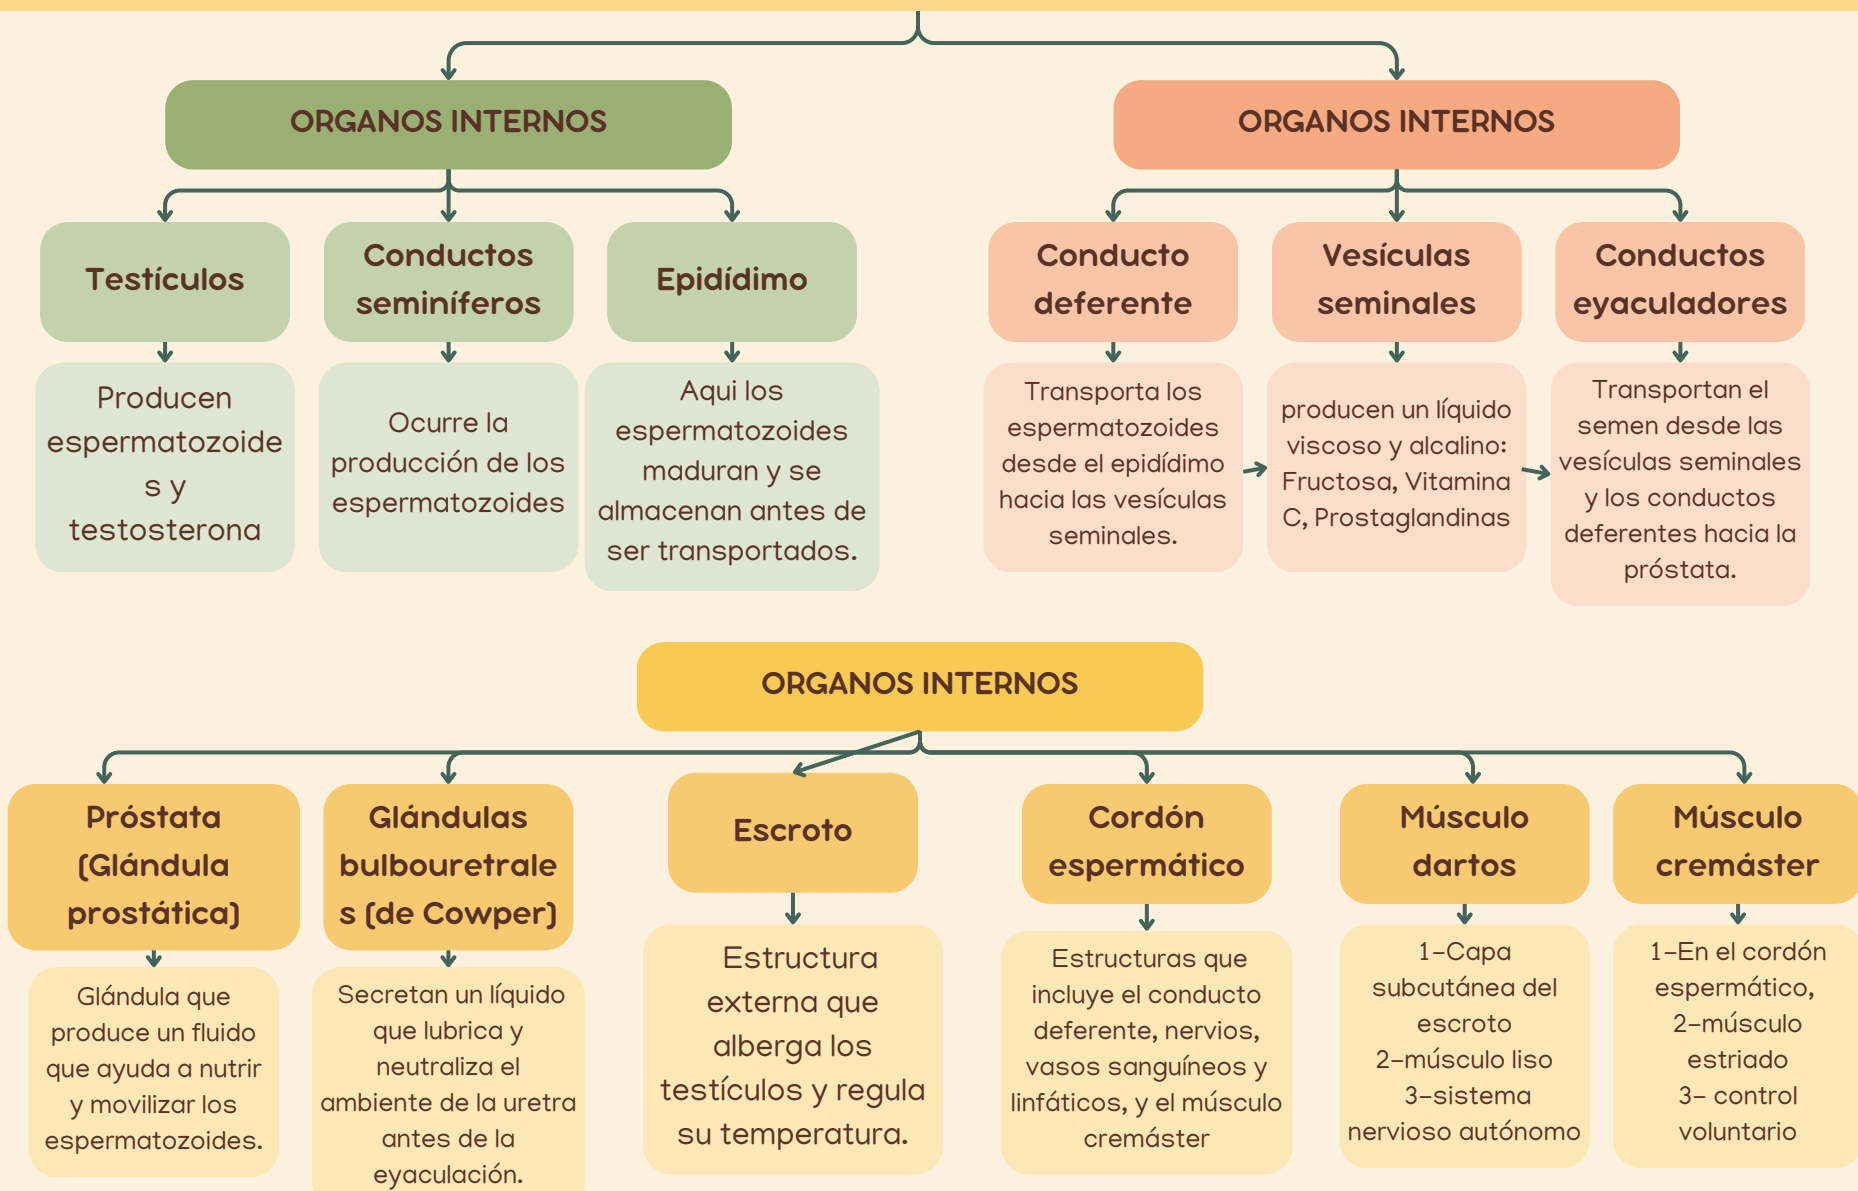 ORGANOS INTERNOS
Testículos
Producen
espermatozoide
s y
testosterona
Conductos
seminíferos
Ocurre la
producción de los
espermatozoides
Epidídimo
Aqui los
espermatozoides
maduran y se
almacenan antes de
ser transportados.
ORGANOS INTERNOS
Conducto
deferente
Transporta los
espermatozoides
desde el epidídimo
hacia las vesículas
seminales.
Vesículas
seminales
producen un líquido
viscoso y alcalino:
Fructosa, Vitamina
C, Prostaglandinas
Conductos
eyaculadores
Transportan el
semen desde las
vesículas seminales
y los conductos
deferentes hacia la
próstata.
ORGANOS INTERNOS
Próstata
(Glándula
prostática)
Glándula que
produce un fluido
que ayuda a nutrir
y movilizar los
espermatozoides.
Glándulas
bulbouretrale
s (de Cowper)
Secretan un líquido
que lubrica y
neutraliza el
ambiente de la uretra
antes de la
eyaculación.
Escroto
Estructura
externa que
alberga los
testículos y regula
su temperatura.
Cordón
espermático
Estructuras que
incluye el conducto
deferente, nervios,
vasos sanguíneos y
linfáticos, y el músculo
cremáster
Músculo
dartos
1-Capa
subcutánea del
escroto
2-músculo liso
3-sistema
nervioso autónomo
Músculo
cremáster
1-En el cordón
espermático,
2-músculo
estriado
3- control
voluntario